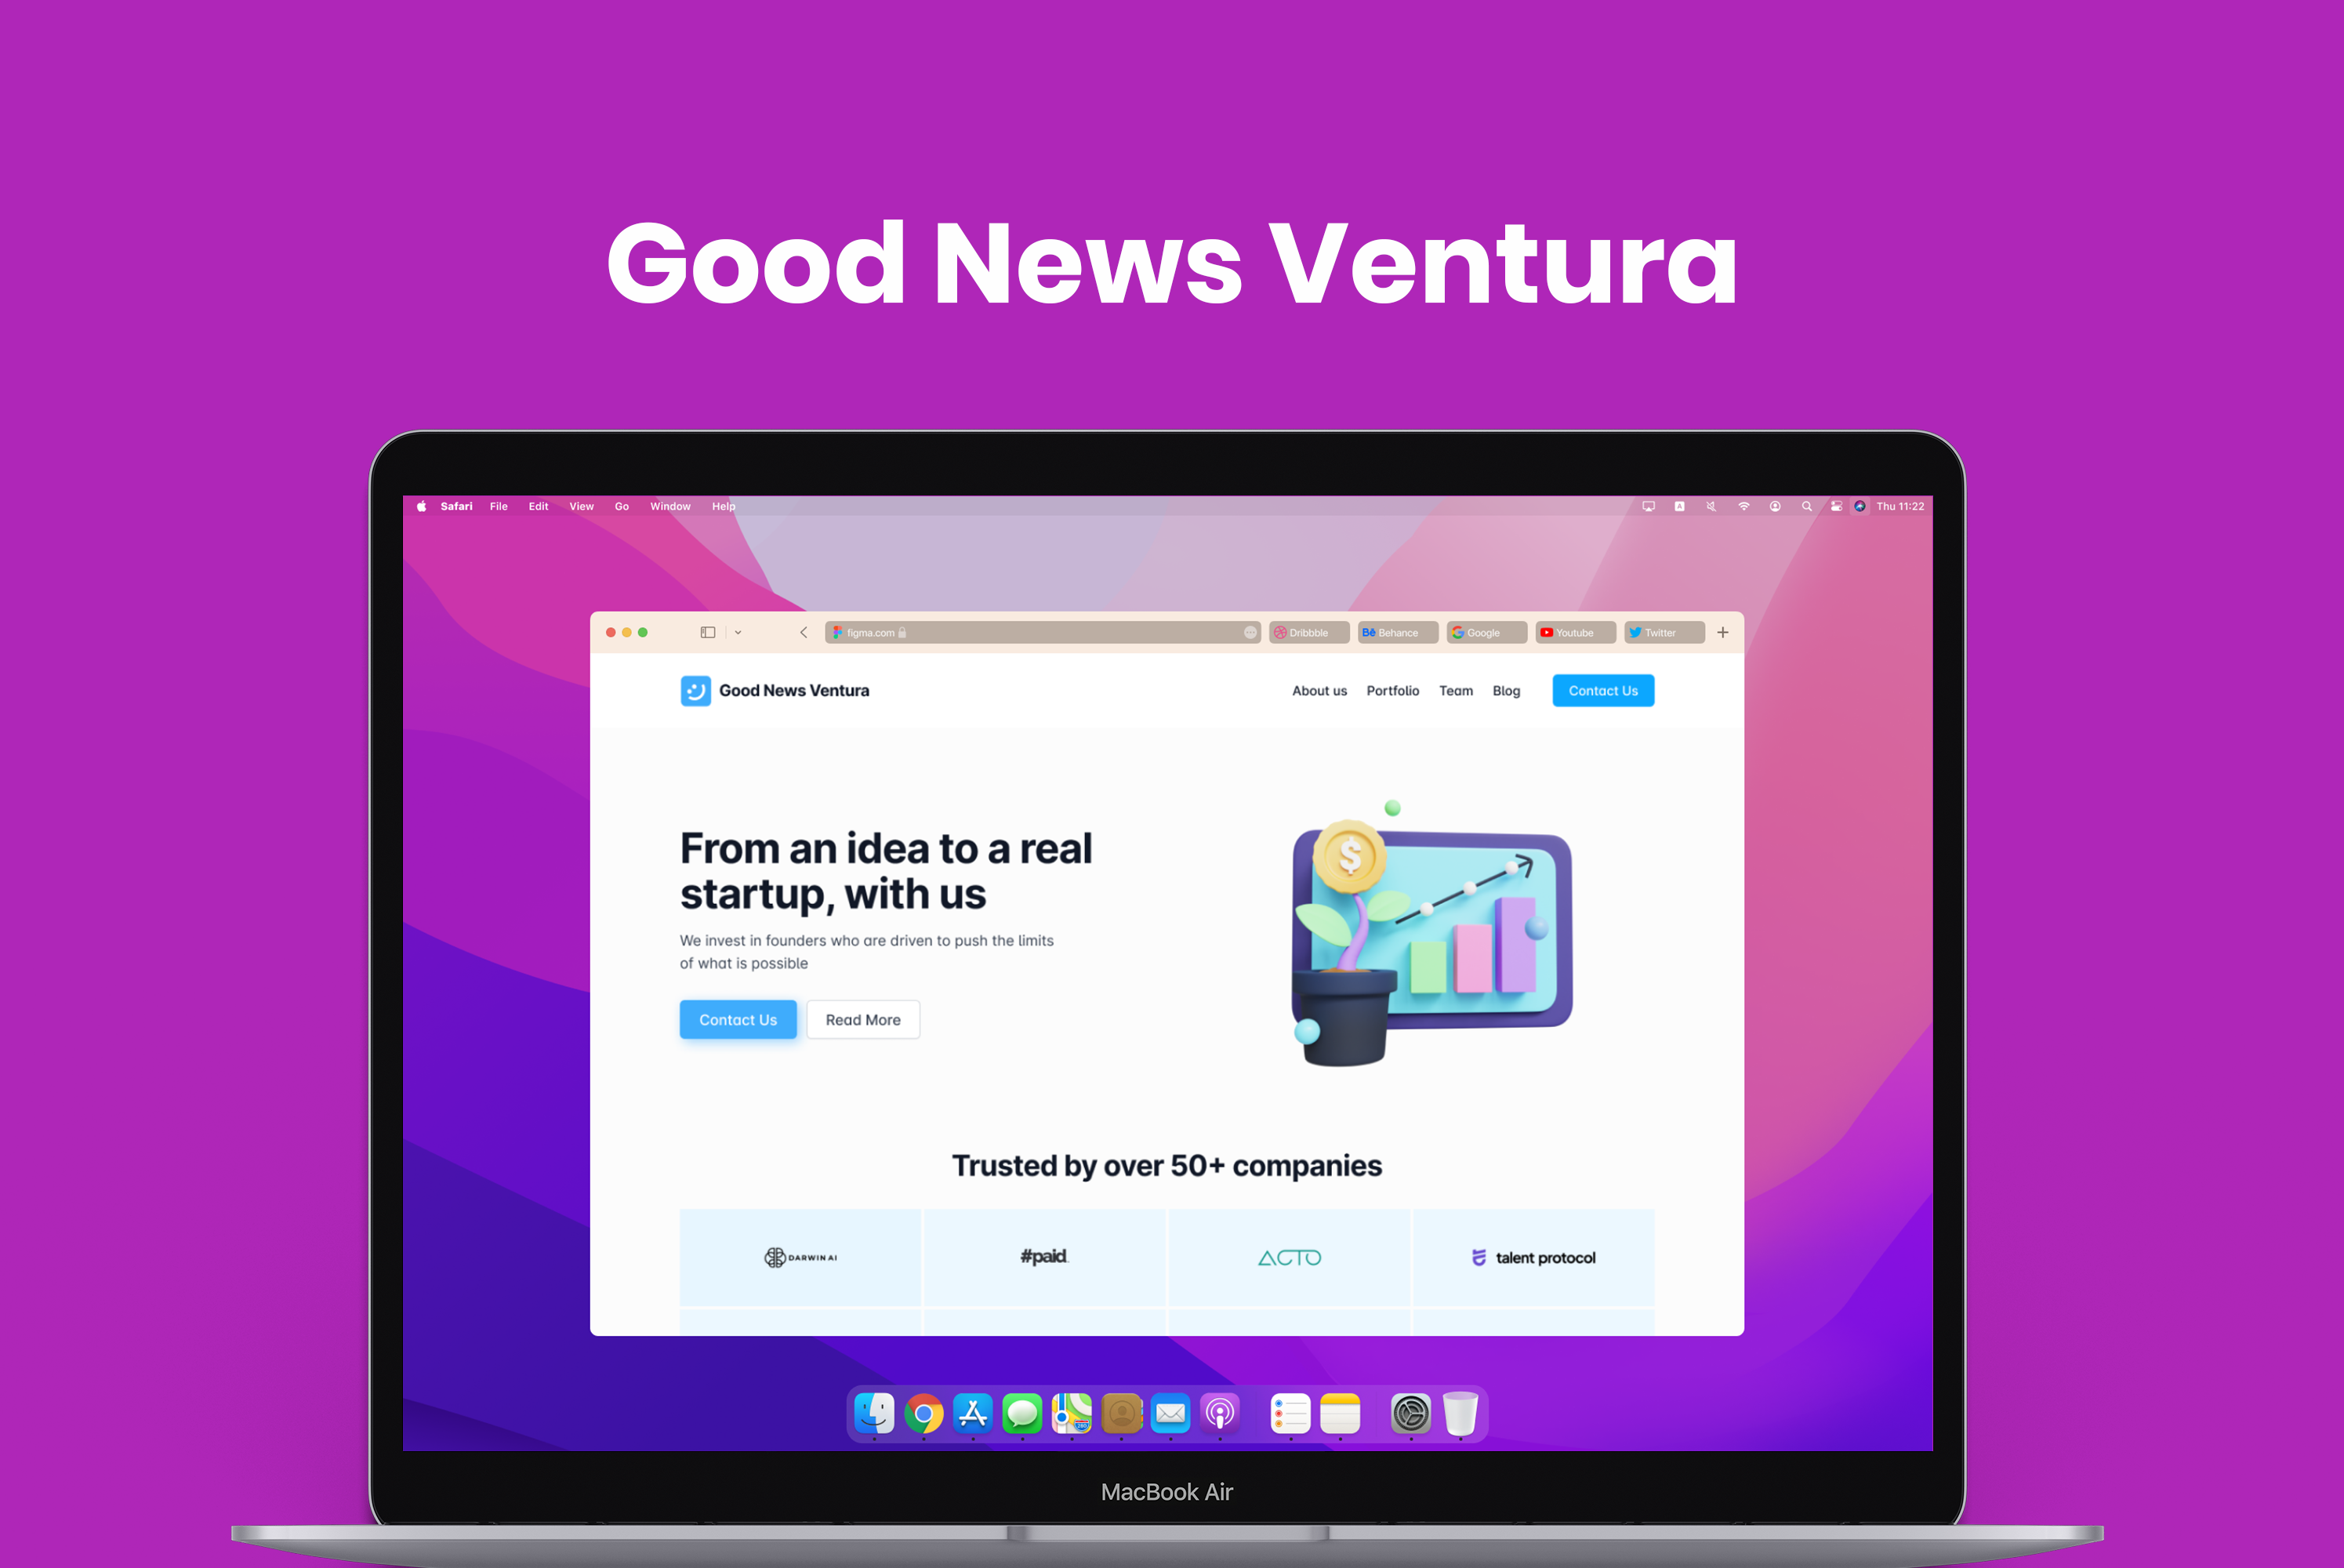 Good News Ventura
Safari File Edit View Go Window Help Thu 11:22
figma.com Dribbble Behance Google Youtube Twitter
Good News Ventura About us Portfolio Team Blog Contact Us
From an idea to a real
startup, with us
We invest in founders who are driven to push the limits
of what is possible
Contact Us Read More
Trusted by over 50+ companies
DARWIN AI #paid ACTO talent protocol
MacBook Air